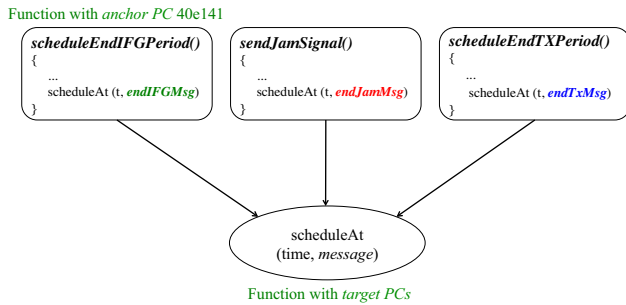 Function with anchor PC 40e141
scheduleEndIFGPeriod()
{
...
scheduleAt (t, endIFGMsg)
}
sendJamSignal()
{
...
scheduleAt (t, endJamMsg)
}
scheduleEndTXPeriod()
{
...
scheduleAt (t, endTxMsg)
}
scheduleAt
(time, message)
Function with target PCs